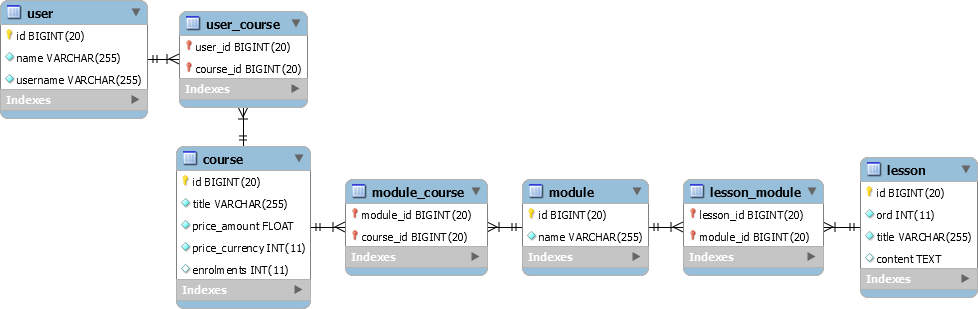 user
id BIGINT(20)
name VARCHAR(255)
username VARCHAR(255)
Indexes
user_course
user_id BIGINT(20)
course_id BIGINT(20)
Indexes
course
id BIGINT(20)
title VARCHAR(255)
price_amount FLOAT
price_currency INT(11)
enrolments INT(11)
Indexes
module_course
module_id BIGINT(20)
course_id BIGINT(20)
Indexes
module
id BIGINT(20)
name VARCHAR(255)
Indexes
lesson_module
lesson_id BIGINT(20)
module_id BIGINT(20)
Indexes
lesson
id BIGINT(20)
ord INT(11)
title VARCHAR(255)
content TEXT
Indexes